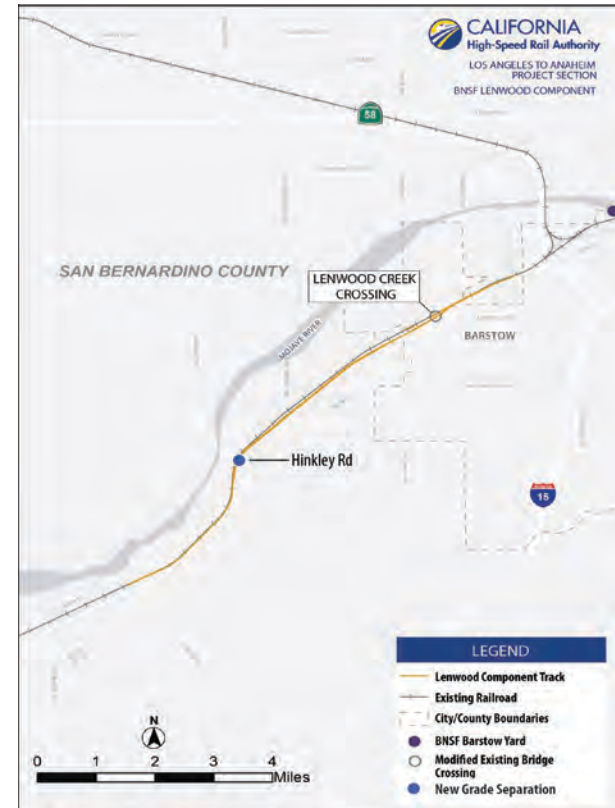 CALIFORNIA
High-Speed Rail Authority
LOS ANGELES TO ANAHEIM
PROJECT SECTION
BNSF LENWOOD COMPONENT
58
SAN BERNARDINO COUNTY
LENWOOD CREEK
CROSSING
MOJAVE RIVER
BARSTOW
Hinkley Rd
15
LEGEND
Lenwood Component Track
Existing Railroad
City/County Boundaries
BNSF Barstow Yard
Modified Existing Bridge
Crossing
New Grade Separation
N
0 1 2 3 4
Miles